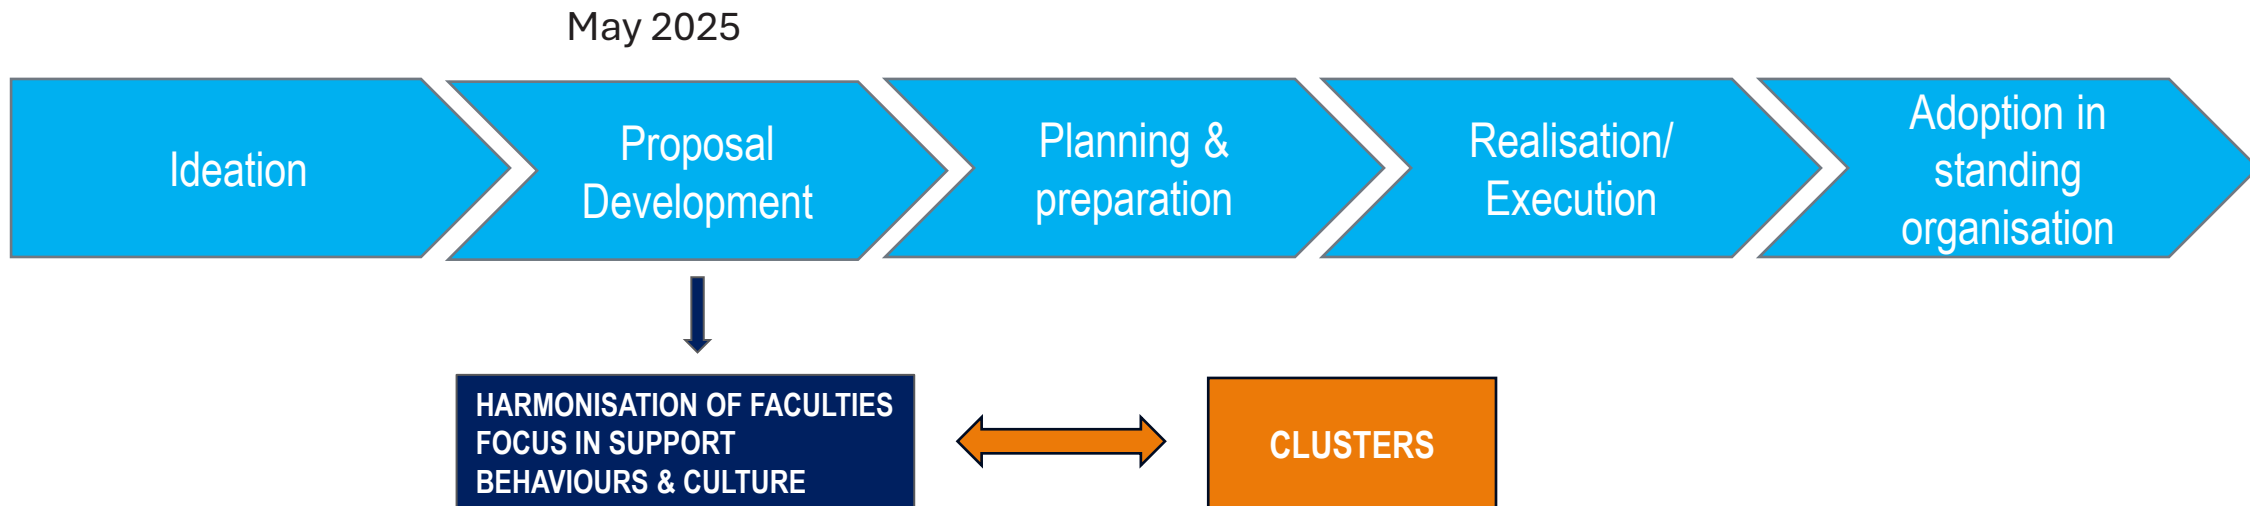 May 2025
Ideation
Proposal
Development
Planning &
preparation
Realisation/
Execution
Adoption in
standing
organisation
HARMONISATION OF FACULTIES
FOCUS IN SUPPORT
BEHAVIOURS & CULTURE
CLUSTERS